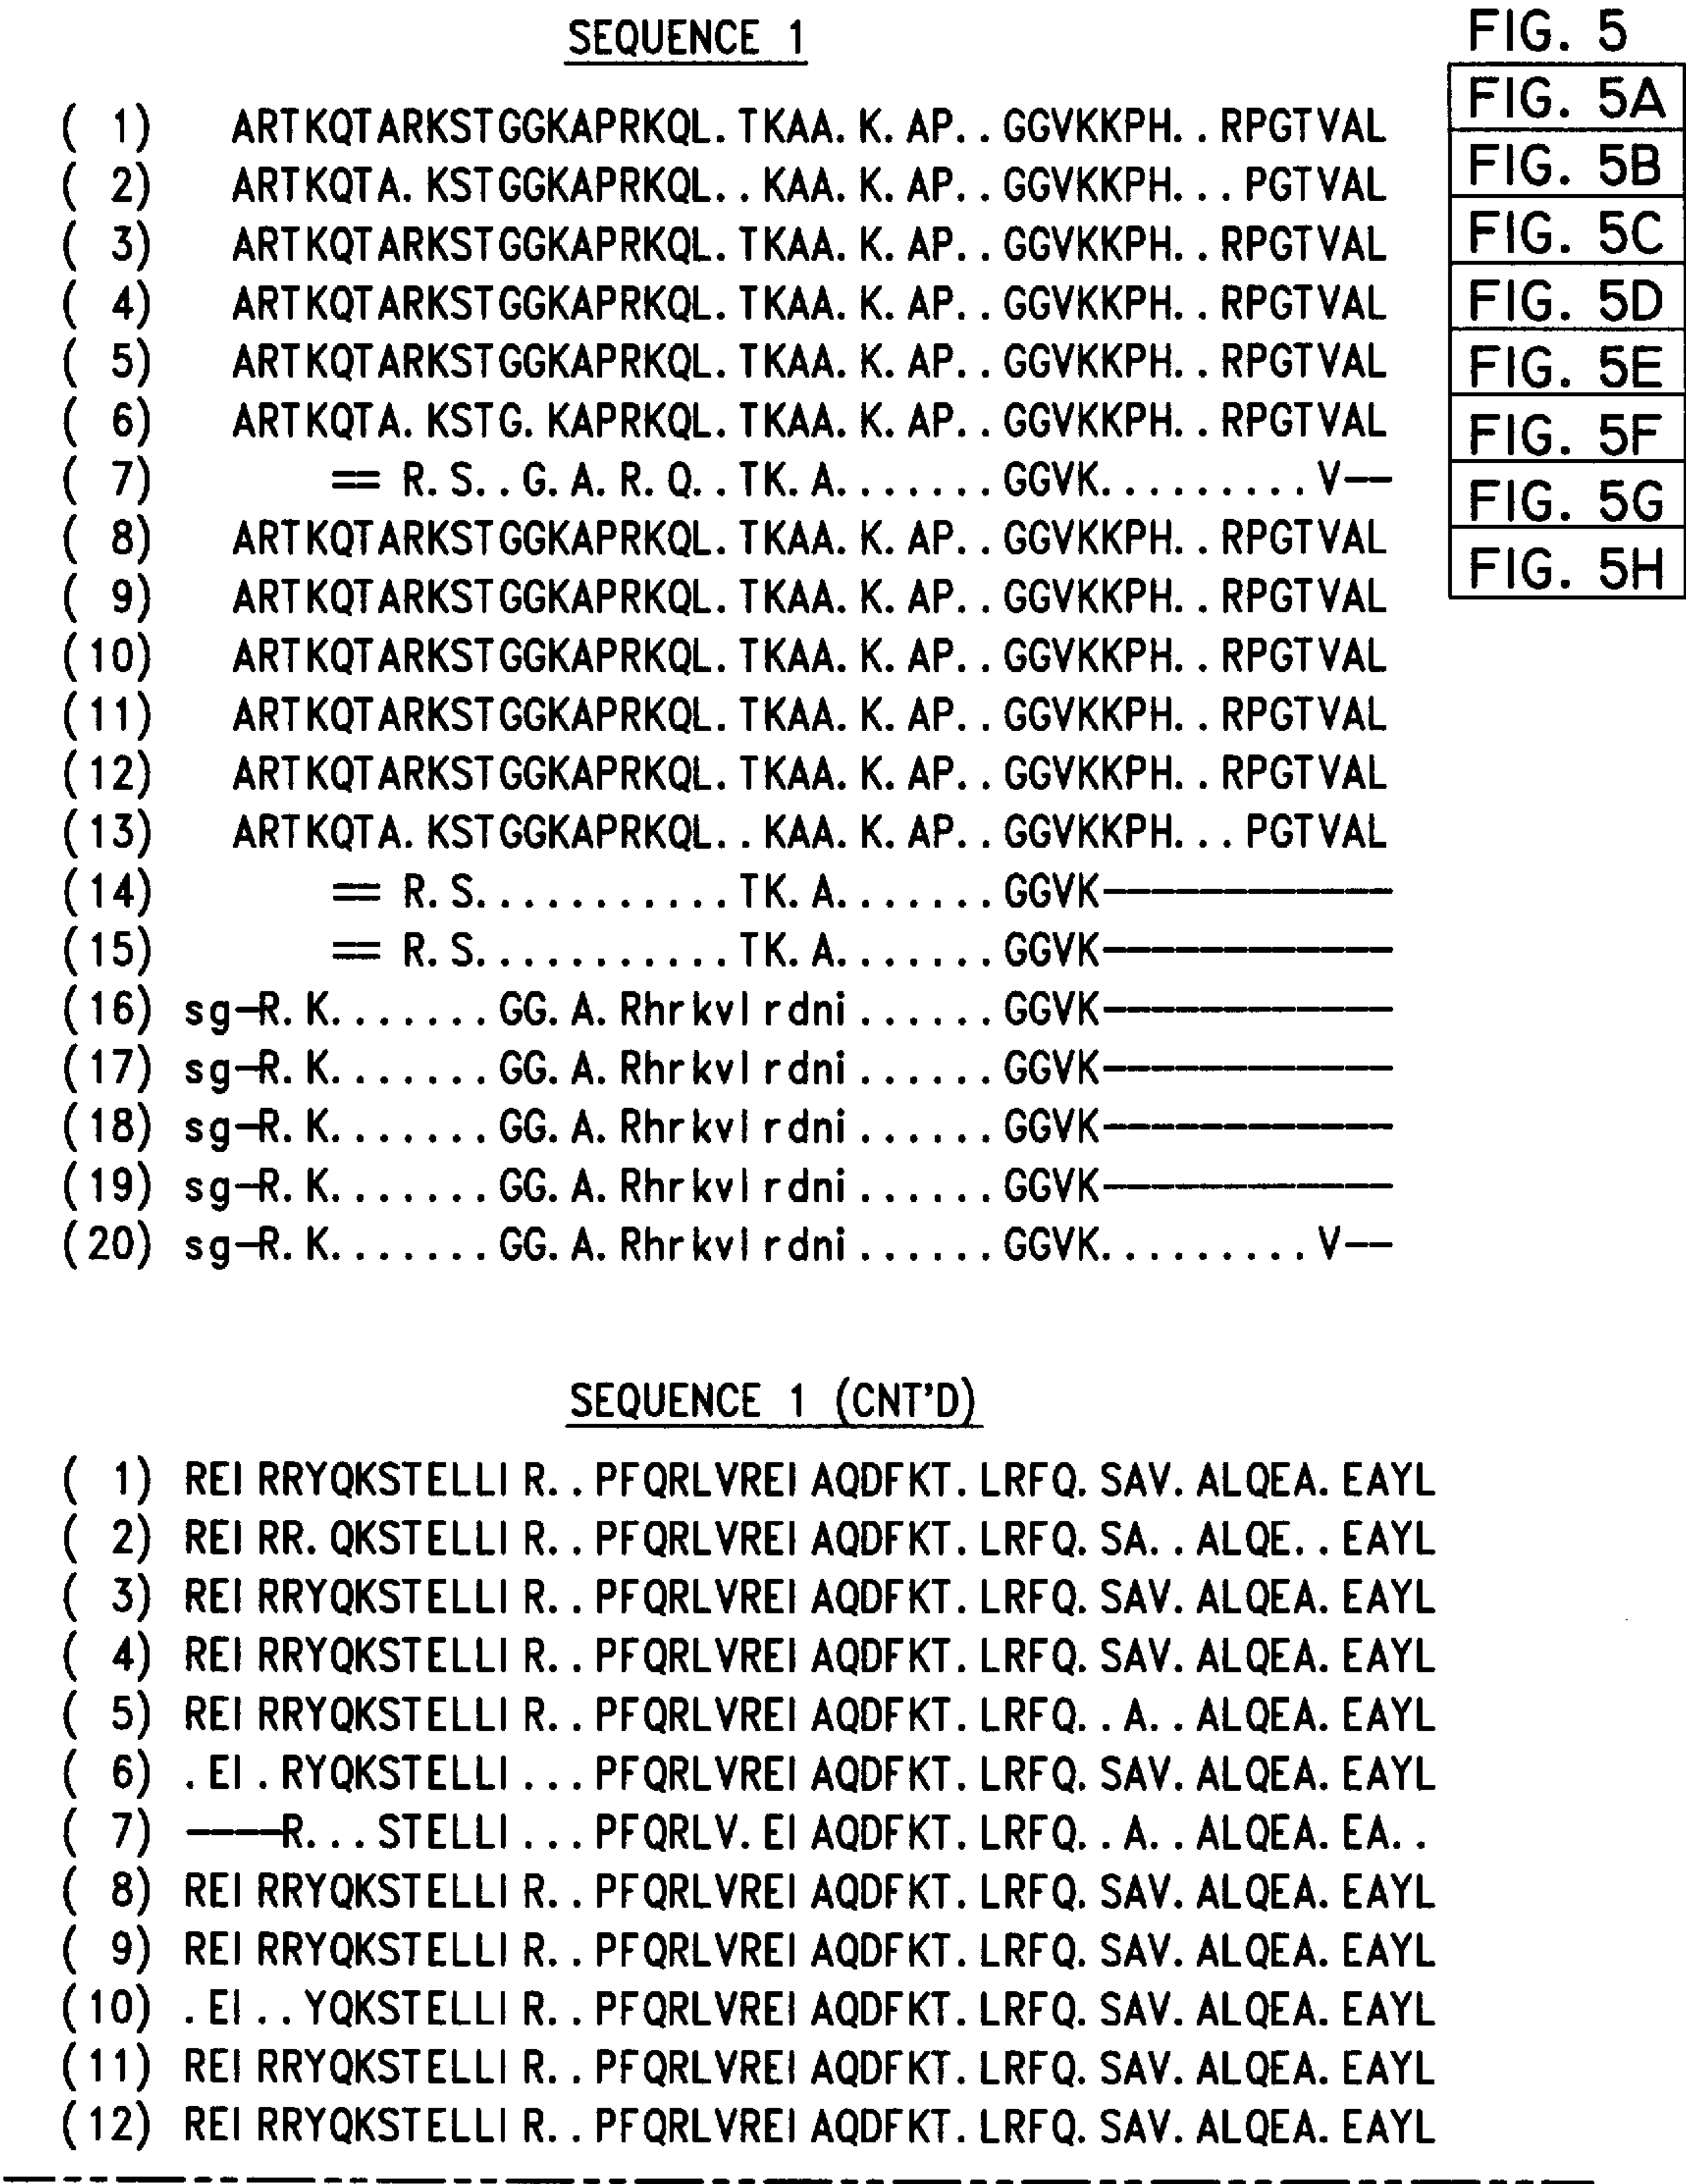 SEQUENCE 1
FIG. 5
FIG. 5A
FIG. 5B
FIG. 5C
FIG. 5D
FIG. 5E
FIG. 5F
FIG. 5G
FIG. 5H
( 1) ARTKQTARKSTGGKAPRKQL.TKAA.K.AP..GGVKKPH..RPGTVAL
( 2) ARTKQTA.KSTGGKAPRKQL..KAA.K.AP..GGVKKPH...PGTVAL
( 3) ARTKQTARKSTGGKAPRKQL.TKAA.K.AP..GGVKKPH..RPGTVAL
( 4) ARTKQTARKSTGGKAPRKQL.TKAA.K.AP..GGVKKPH..RPGTVAL
( 5) ARTKQTARKSTGGKAPRKQL.TKAA.K.AP..GGVKKPH..RPGTVAL
( 6) ARTKQTA.KSTG.KAPRKQL.TKAA.K.AP..GGVKKPH..RPGTVAL
( 7) == R.S..G.A.R.Q..TK.A.......GGVK.........V--
( 8) ARTKQTARKSTGGKAPRKQL.TKAA.K.AP..GGVKKPH..RPGTVAL
( 9) ARTKQTARKSTGGKAPRKQL.TKAA.K.AP..GGVKKPH..RPGTVAL
(10) ARTKQTARKSTGGKAPRKQL.TKAA.K.AP..GGVKKPH..RPGTVAL
(11) ARTKQTARKSTGGKAPRKQL.TKAA.K.AP..GGVKKPH..RPGTVAL
(12) ARTKQTARKSTGGKAPRKQL.TKAA.K.AP..GGVKKPH..RPGTVAL
(13) ARTKQTA.KSTGGKAPRKQL..KAA.K.AP..GGVKKPH...PGTVAL
(14) == R.S...........TK.A.......GGVK------------
(15) == R.S...........TK.A.......GGVK------------
(16) sg-R.K.......GG.A.Rhrkvlrdni......GGVK------------
(17) sg-R.K.......GG.A.Rhrkvlrdni......GGVK------------
(18) sg-R.K.......GG.A.Rhrkvlrdni......GGVK------------
(19) sg-R.K.......GG.A.Rhrkvlrdni......GGVK------------
(20) sg-R.K.......GG.A.Rhrkvlrdni......GGVK.........V--
SEQUENCE 1 (CNT'D)
( 1) REIRRYQKSTELLIR..PFQRLVREIAQDFKT.LRFQ.SAV.ALQEA.EAYL
( 2) REIRR.QKSTELLIR..PFQRLVREIAQDFKT.LRFQ.SA..ALQE..EAYL
( 3) REIRRYQKSTELLIR..PFQRLVREIAQDFKT.LRFQ.SAV.ALQEA.EAYL
( 4) REIRRYQKSTELLIR..PFQRLVREIAQDFKT.LRFQ.SAV.ALQEA.EAYL
( 5) REIRRYQKSTELLIR..PFQRLVREIAQDFKT.LRFQ..A..ALQEA.EAYL
( 6) .EI.RYQKSTELLI...PFQRLVREIAQDFKT.LRFQ.SAV.ALQEA.EAYL
( 7) ----R...STELLI...PFQRLV.EIAQDFKT.LRFQ..A..ALQEA.EA..
( 8) REIRRYQKSTELLIR..PFQRLVREIAQDFKT.LRFQ.SAV.ALQEA.EAYL
( 9) REIRRYQKSTELLIR..PFQRLVREIAQDFKT.LRFQ.SAV.ALQEA.EAYL
(10) .EI..YQKSTELLIR..PFQRLVREIAQDFKT.LRFQ.SAV.ALQEA.EAYL
(11) REIRRYQKSTELLIR..PFQRLVREIAQDFKT.LRFQ.SAV.ALQEA.EAYL
(12) REIRRYQKSTELLIR..PFQRLVREIAQDFKT.LRFQ.SAV.ALQEA.EAYL